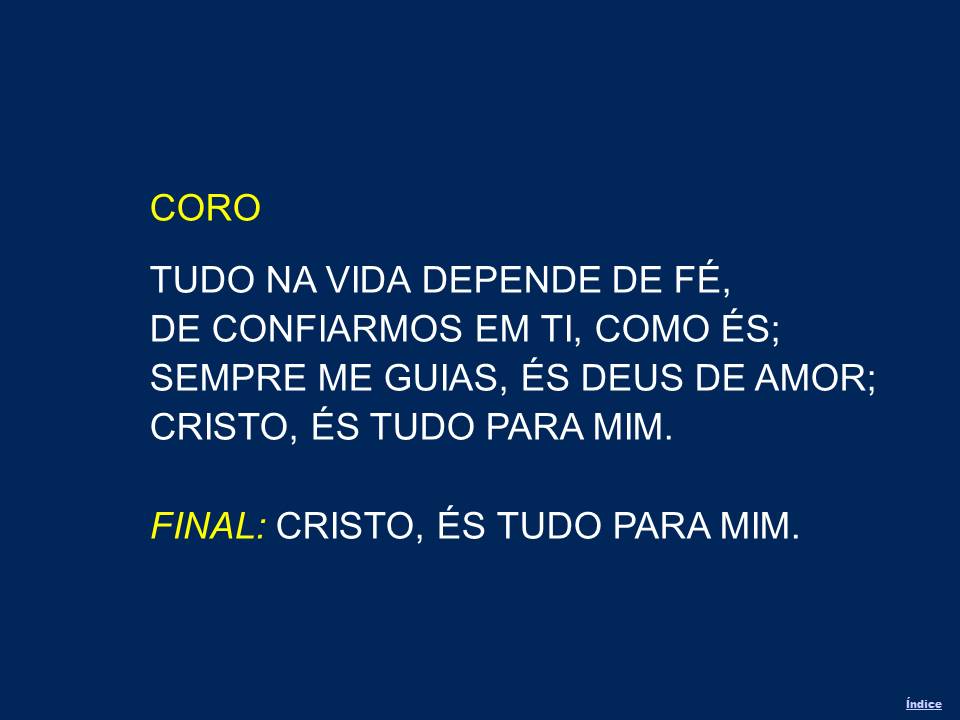 CORO
TUDO NA VIDA DEPENDE DE FÉ,
DE CONFIARMOS EM TI, COMO ÉS;
SEMPRE ME GUIAS, ÉS DEUS DE AMOR;
CRISTO, ÉS TUDO PARA MIM.
FINAL: CRISTO, ÉS TUDO PARA MIM.
Índice